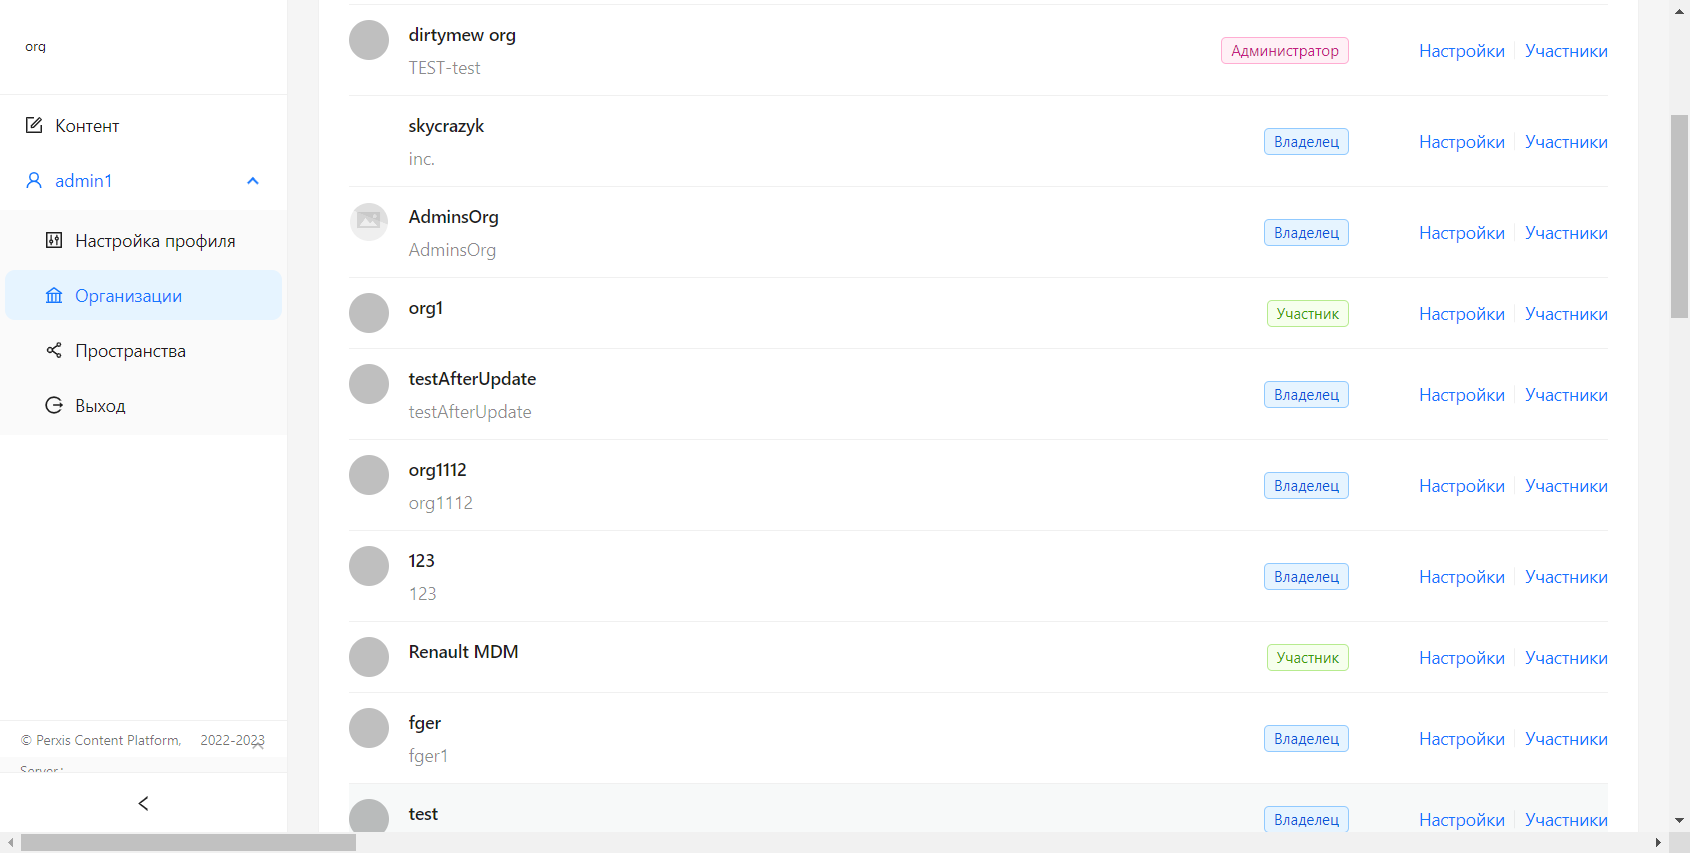 org
Контент
admin1
Настройка профиля
Организации
Пространства
Выход
© Perxis Content Platform, 2022-2023
Server:
dirtymew org
TEST-test
Администратор Настройки Участники
skycrazyk
inc.
Владелец Настройки Участники
AdminsOrg
AdminsOrg
Владелец Настройки Участники
org1
Участник Настройки Участники
testAfterUpdate
testAfterUpdate
Владелец Настройки Участники
org1112
org1112
Владелец Настройки Участники
123
123
Владелец Настройки Участники
Renault MDM
Участник Настройки Участники
fger
fger1
Владелец Настройки Участники
test
Владелец Настройки Участники